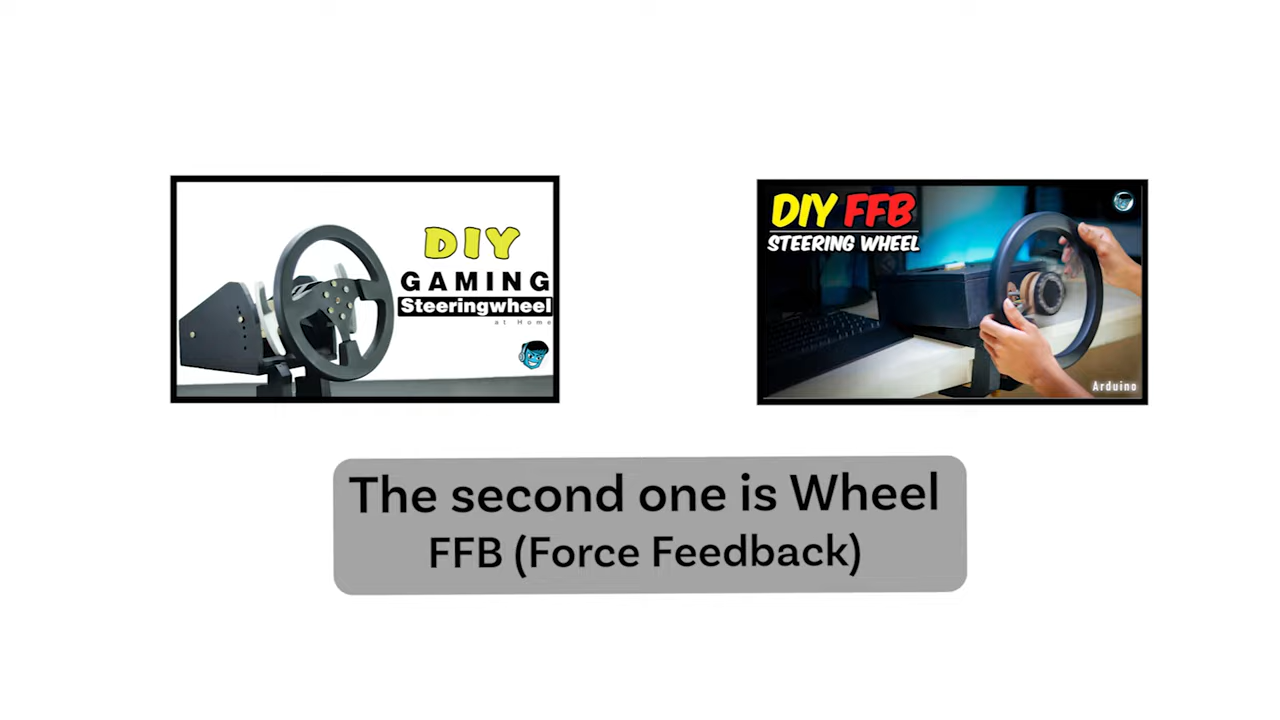 DIY
GAMING
Steeringwheel
at Home
DIY FFB
STEERING WHEEL
Arduino
The second one is Wheel
FFB (Force Feedback)